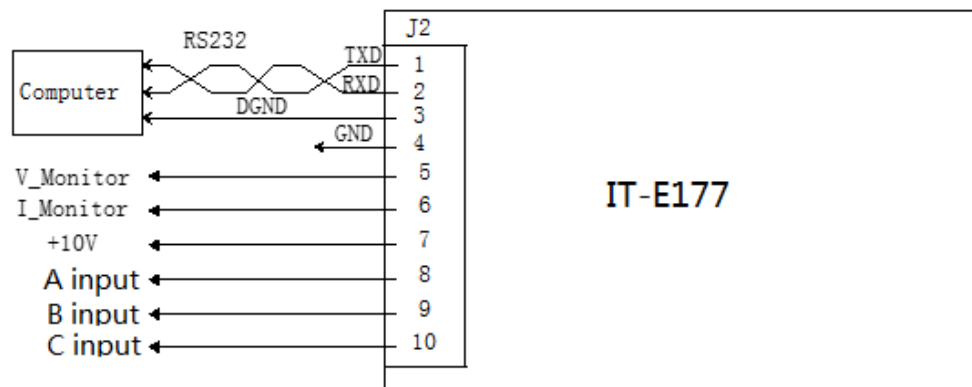 J2
RS232
TXD
1
Computer
RXD
2
DGND
3
GND
4
V_Monitor
5
I_Monitor
6
IT-E177
+10V
7
A input
8
B input
9
C input
10